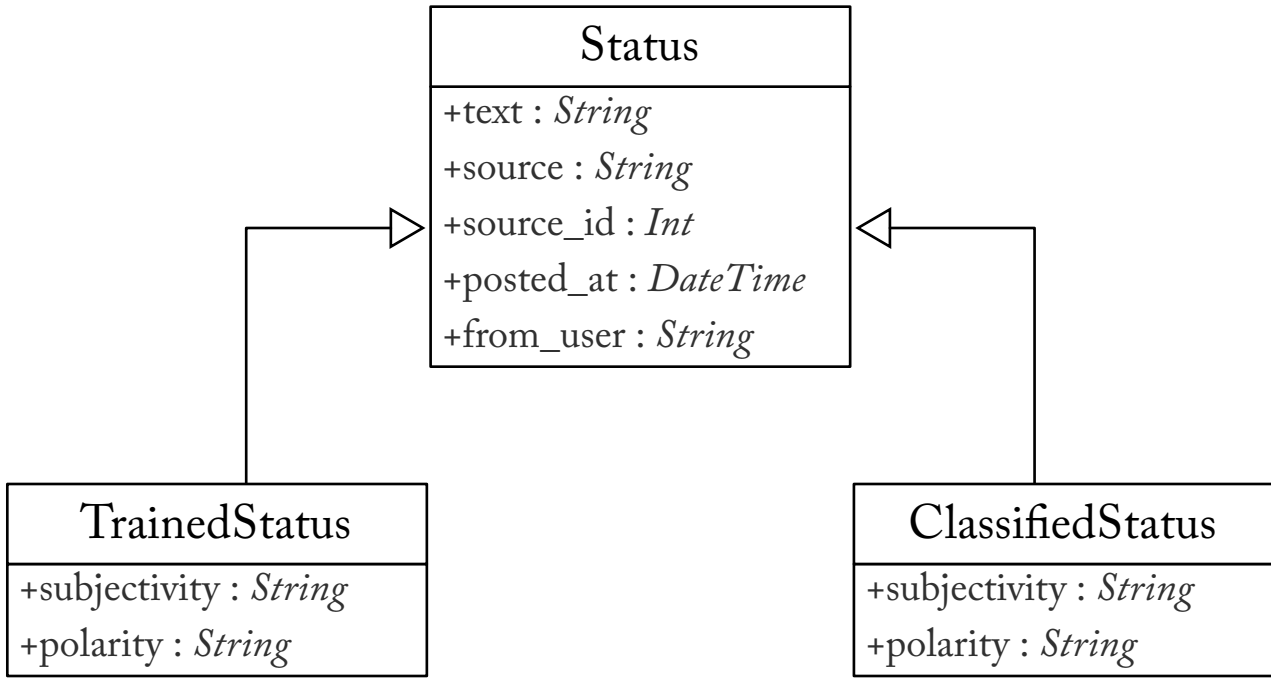 Status
+text : String
+source : String
+source_id : Int
+posted_at : DateTime
+from_user : String
TrainedStatus
+subjectivity : String
+polarity : String
ClassifiedStatus
+subjectivity : String
+polarity : String